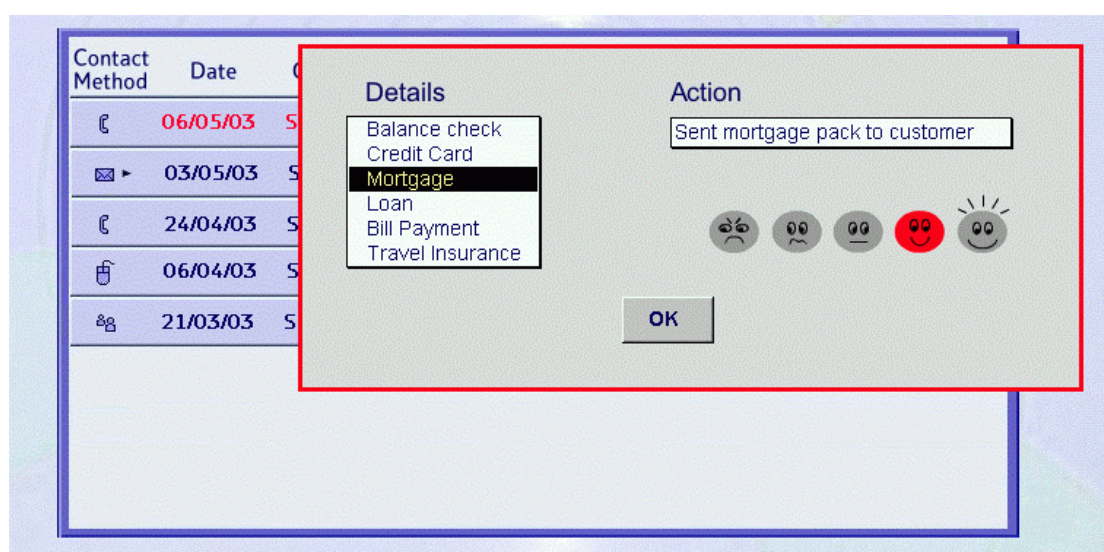 Contact
Method Date
06/05/03 S
03/05/03 S
24/04/03 S
06/04/03 S
21/03/03 S
Details
Balance check
Credit Card
Mortgage
Loan
Bill Payment
Travel Insurance
Action
Sent mortgage pack to customer
OK